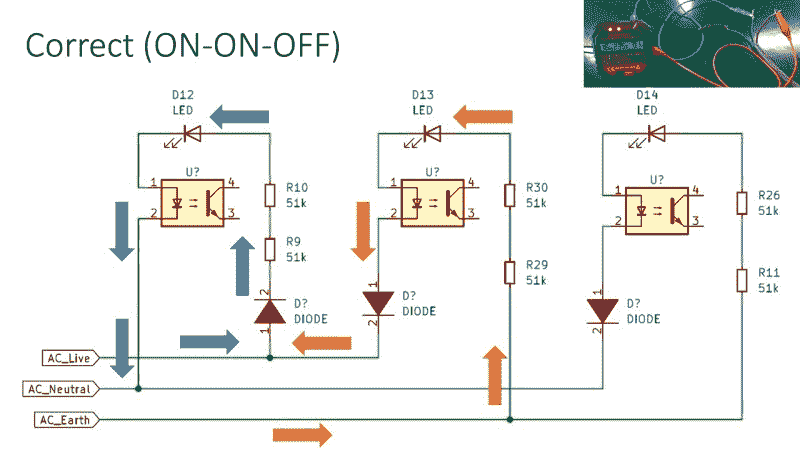 Correct (ON-ON-OFF)
D12
LED
D13
LED
D14
LED
U?
1
4
2
3
R10
51k
R9
51k
2
D?
DIODE
1
U?
1
4
2
3
R30
51k
R29
51k
1
D?
DIODE
2
U?
1
4
2
3
R26
51k
R11
51k
1
D?
DIODE
2
AC_Live
AC_Neutral
AC_Earth